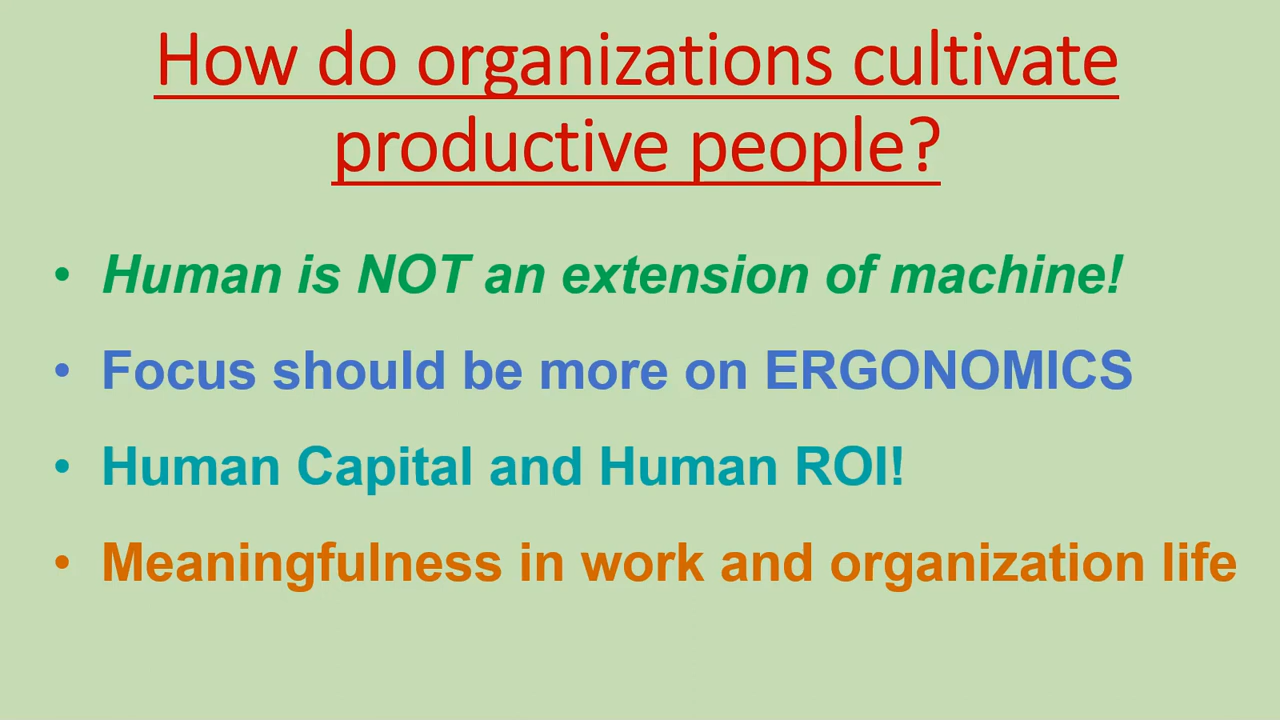 How do organizations cultivate
productive people?
• Human is NOT an extension of machine!
• Focus should be more on ERGONOMICS
• Human Capital and Human ROI!
• Meaningfulness in work and organization life